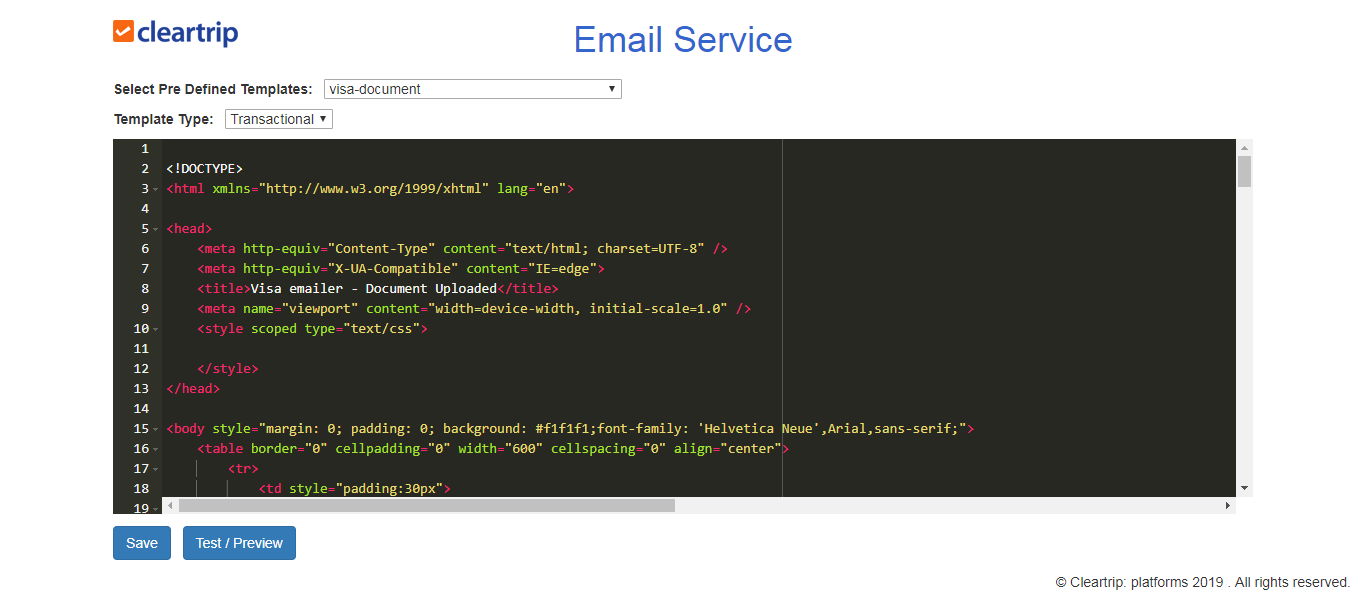 cleartrip
Email Service
Select Pre Defined Templates: visa-document
Template Type: Transactional
1
2 <!DOCTYPE>
3 <html xmlns="http://www.w3.org/1999/xhtml" lang="en">
4
5 <head>
6 <meta http-equiv="Content-Type" content="text/html; charset=UTF-8" />
7 <meta http-equiv="X-UA-Compatible" content="IE=edge">
8 <title>Visa emailer - Document Uploaded</title>
9 <meta name="viewport" content="width=device-width, initial-scale=1.0" />
10 <style scoped type="text/css">
11
12 </style>
13 </head>
14
15 <body style="margin: 0; padding: 0; background: #f1f1f1;font-family: 'Helvetica Neue',Arial,sans-serif;">
16 <table border="0" cellpadding="0" width="600" cellspacing="0" align="center">
17 <tr>
18 <td style="padding:30px">
19
Save Test / Preview
© Cleartrip: platforms 2019 . All rights reserved.